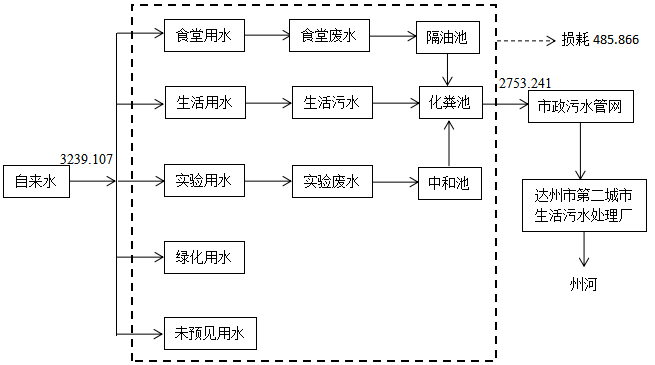 食堂用水
食堂废水
隔油池
损耗 485.866
2753.241
生活用水
生活污水
化粪池
市政污水管网
3239.107
自来水
实验用水
实验废水
中和池
达州市第二城市
生活污水处理厂
绿化用水
州河
未预见用水